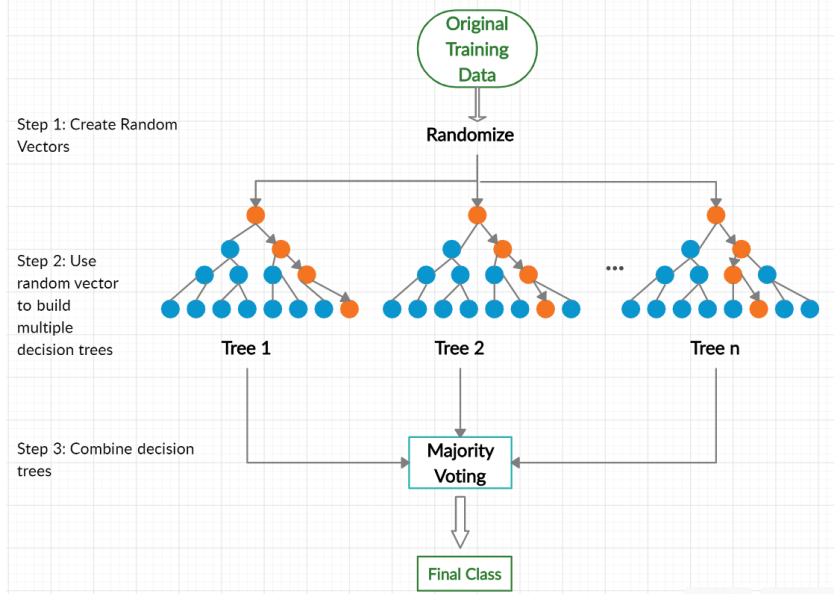 Original
Training
Data
Step 1: Create Random
Vectors
Randomize
Step 2: Use
random vector
to build
multiple
decision trees
...
Tree 1
Tree 2
Tree n
Step 3: Combine decision
trees
Majority
Voting
Final Class